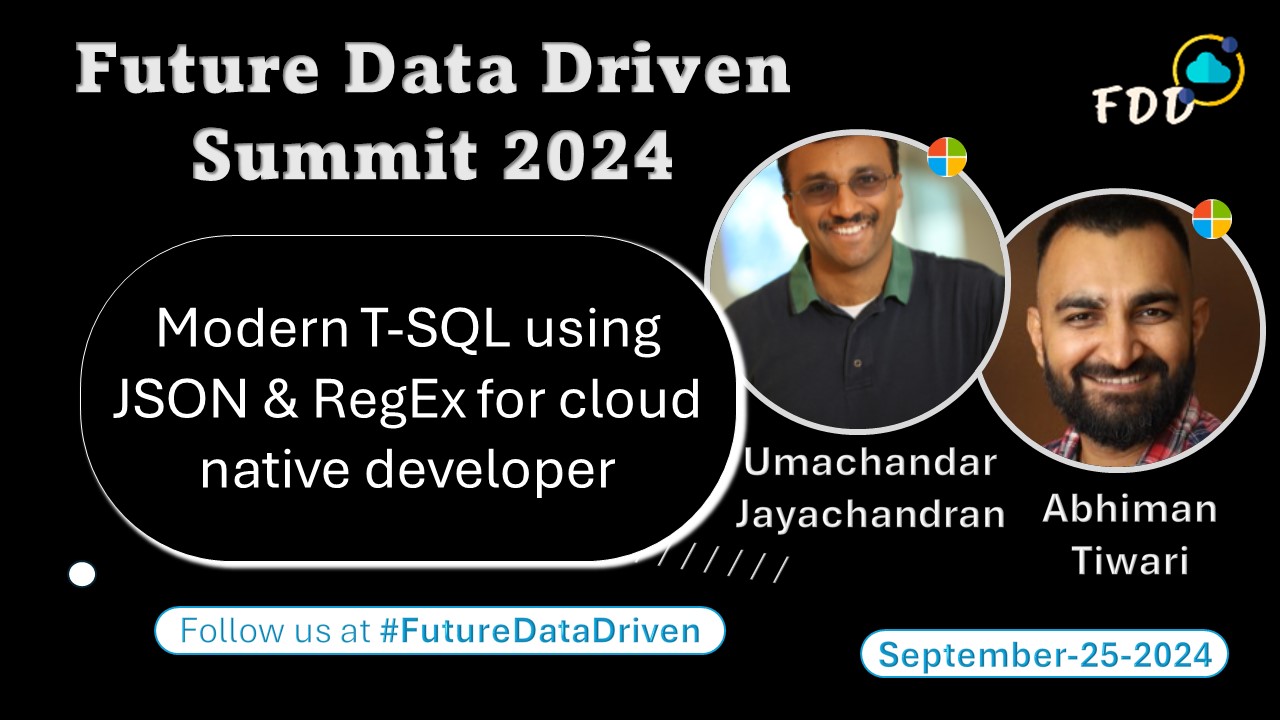 Future Data Driven
Summit 2024
FDD
Modern T-SQL using
JSON & RegEx for cloud
native developer
Umachandar
Jayachandran
Abhiman
Tiwari
Follow us at #FutureDataDriven
September-25-2024